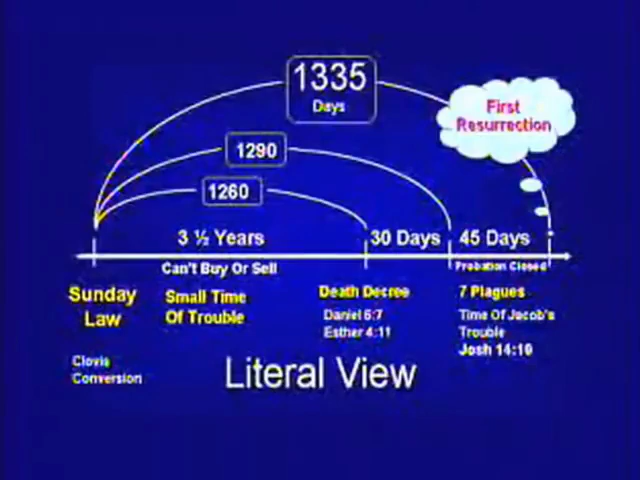 1335
Days
First
Resurrection
1290
1260
3 ½ Years
30 Days
45 Days
Can't Buy Or Sell
Probation Closed
Sunday
Law
Small Time
Of Trouble
Death Decree
Daniel 6:7
Esther 4:11
7 Plagues
Time Of Jacob's
Trouble
Josh 14:10
Clovis
Conversion
Literal View